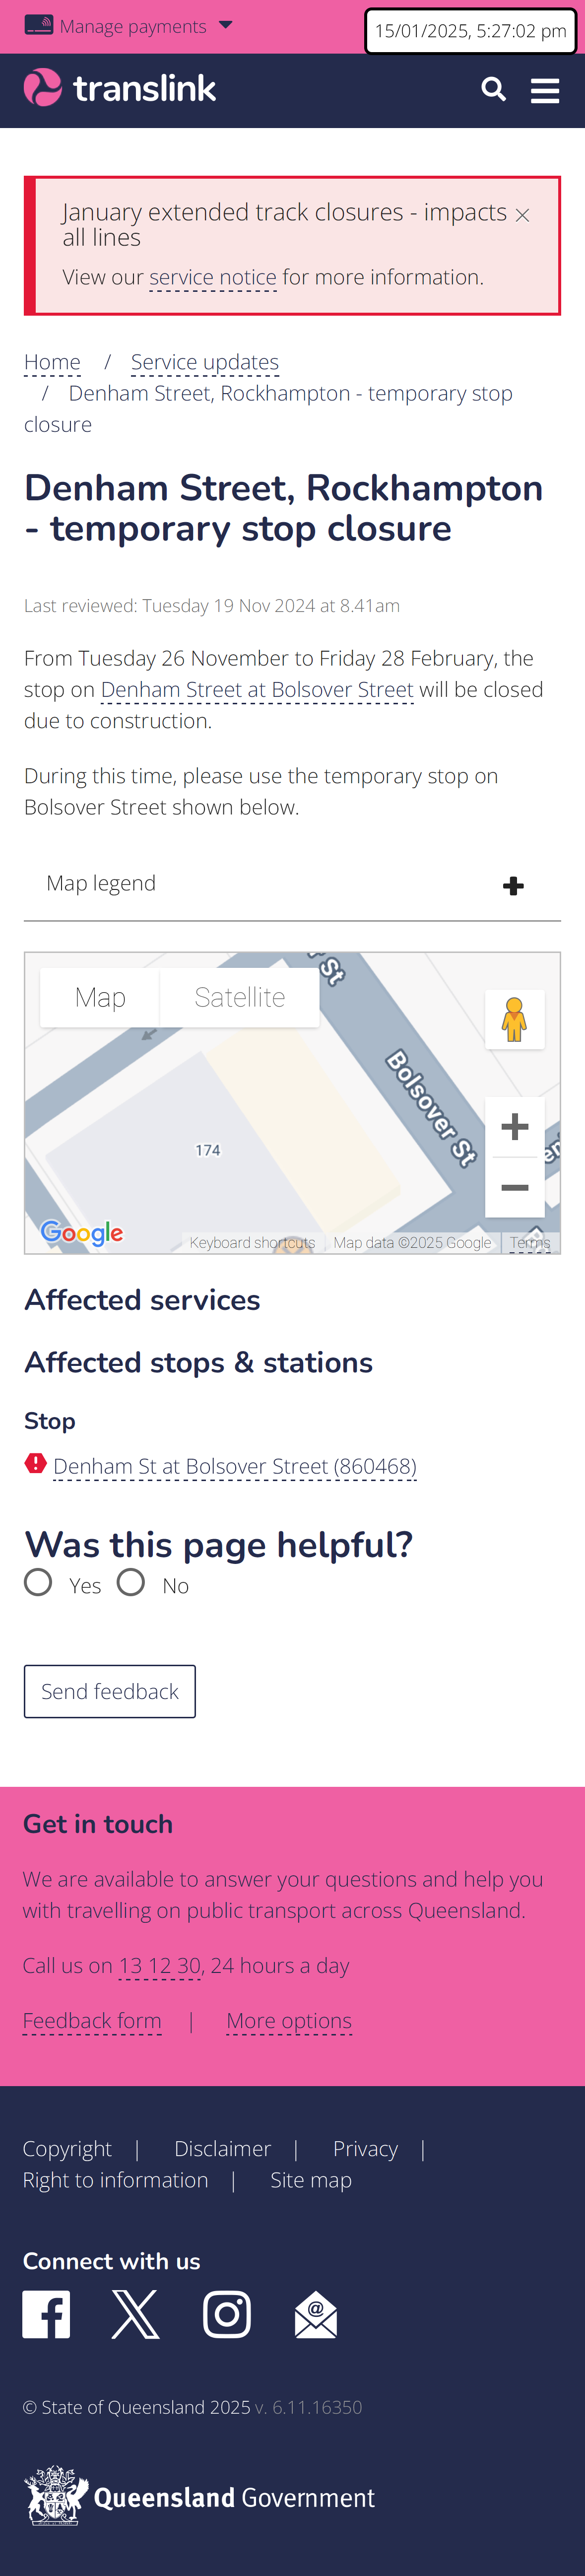 Manage payments
15/01/2025, 5:27:02 pm
translink
January extended track closures - impacts
all lines
View our service notice for more information.
Home / Service updates
/ Denham Street, Rockhampton - temporary stop
closure
Denham Street, Rockhampton
- temporary stop closure
Last reviewed: Tuesday 19 Nov 2024 at 8.41am
From Tuesday 26 November to Friday 28 February, the
stop on Denham Street at Bolsover Street will be closed
due to construction.
During this time, please use the temporary stop on
Bolsover Street shown below.
Map legend
Map Satellite
Bolsover St
174
Google
Keyboard shortcuts Map data ©2025 Google Terms
Affected services
Affected stops & stations
Stop
Denham St at Bolsover Street (860468)
Was this page helpful?
Yes No
Send feedback
Get in touch
We are available to answer your questions and help you
with travelling on public transport across Queensland.
Call us on 13 12 30, 24 hours a day
Feedback form | More options
Copyright | Disclaimer | Privacy |
Right to information | Site map
Connect with us
© State of Queensland 2025 v. 6.11.16350
Queensland Government